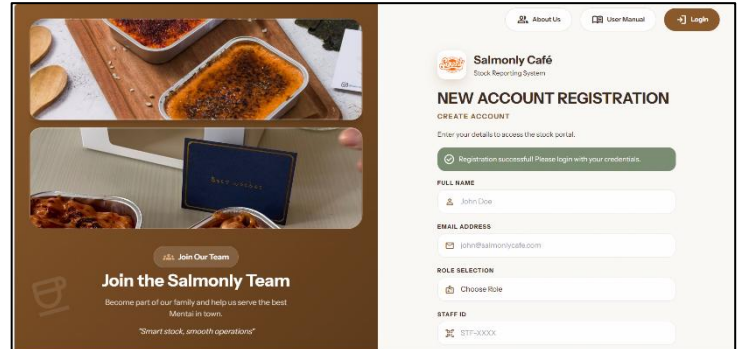 Best wishes
Join Our Team
Join the Salmonly Team
Become part of our family and help us serve the best
Mentai in town.
"Smart stock, smooth operations"
About Us
User Manual
Login
Salmonly Café
Stock Reporting System
NEW ACCOUNT REGISTRATION
CREATE ACCOUNT
Enter your details to access the stock portal.
Registration successful! Please login with your credentials.
FULL NAME
John Doe
EMAIL ADDRESS
john@salmonlycafe.com
ROLE SELECTION
Choose Role
STAFF ID
STF-XXXX